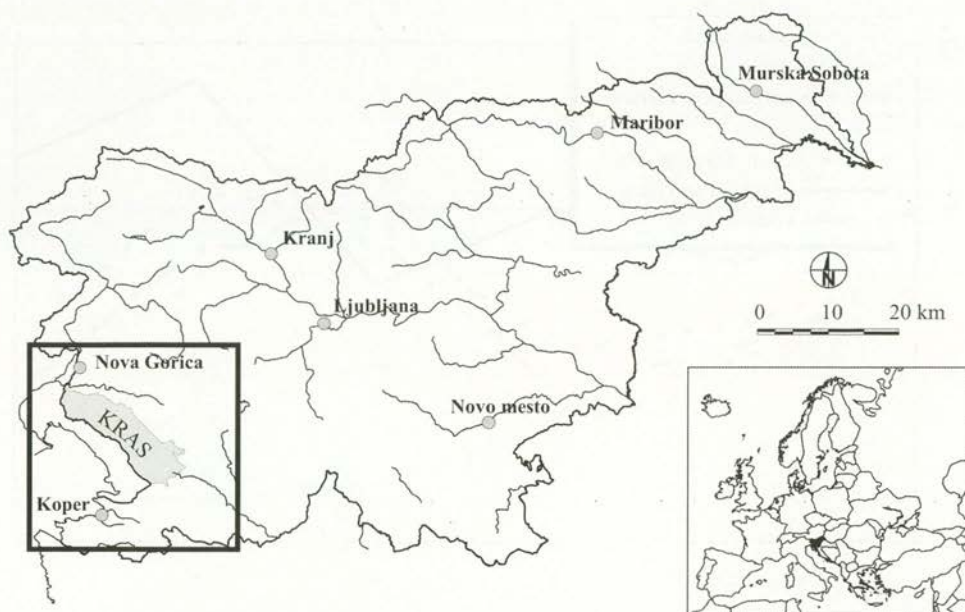 Murska Sobota
Maribor
Kranj
N
Ljubljana
0 10 20 km
Nova Gorica
KRAS
Novo mesto
Koper